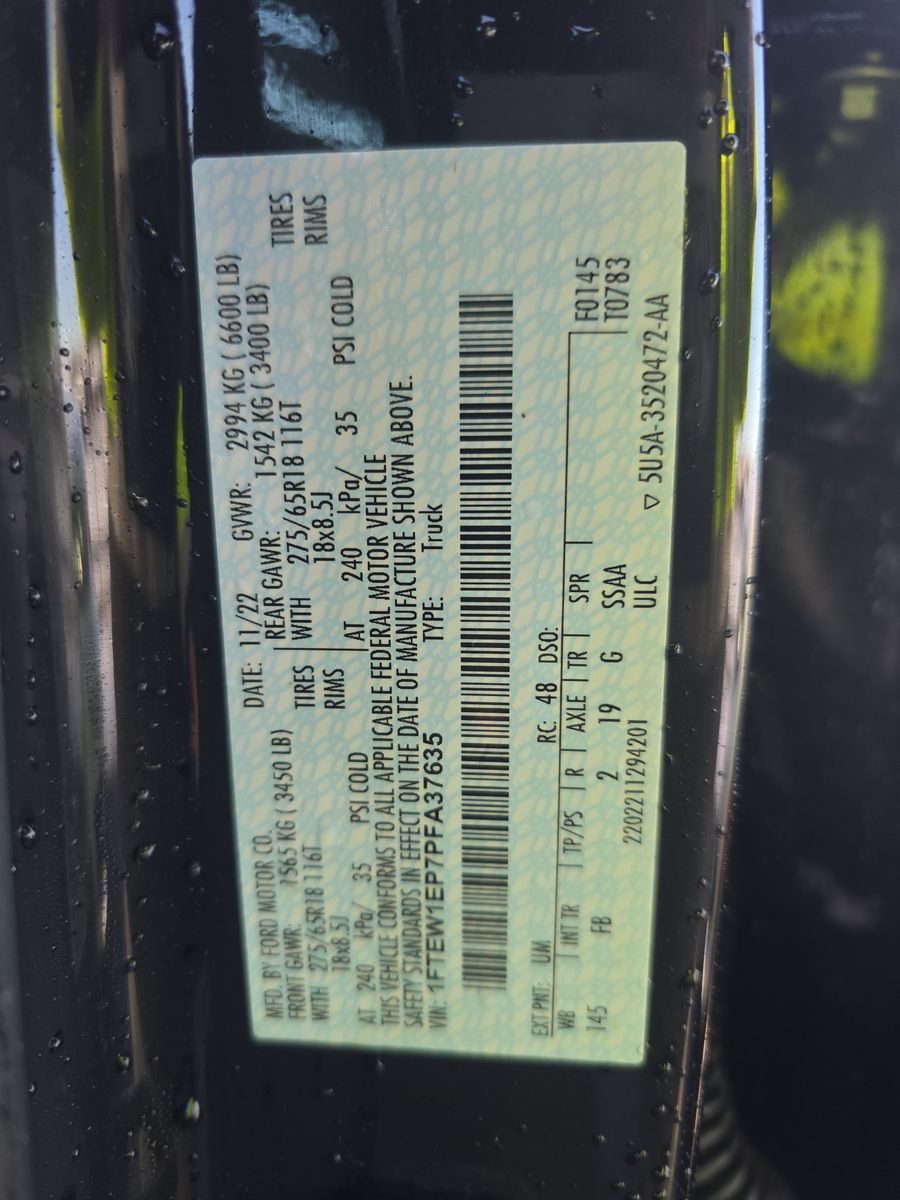 MFD. BY FORD MOTOR CO. DATE: 11/22 GVWR: 2994 KG ( 6600 LB)
FRONT GAWR: 1565 KG ( 3450 LB) REAR GAWR: 1542 KG ( 3400 LB)
WITH 275/65R18 116T TIRES WITH 275/65R18 116T TIRES
18x8.5J RIMS 18x8.5J RIMS
AT 240 kPa/ 35 PSI COLD AT 240 kPa/ 35 PSI COLD
THIS VEHICLE CONFORMS TO ALL APPLICABLE FEDERAL MOTOR VEHICLE
SAFETY STANDARDS IN EFFECT ON THE DATE OF MANUFACTURE SHOWN ABOVE.
VIN: 1FTEW1EP7PFA37635 TYPE: Truck
EXT PNT: UM RC: 48 DSO:
WB INT TR TP/PS R AXLE TR SPR F0145
145 FB 2 19 G SSAA T0783
ULC
22022112942​01 ▽ 5U5A-3520472-AA